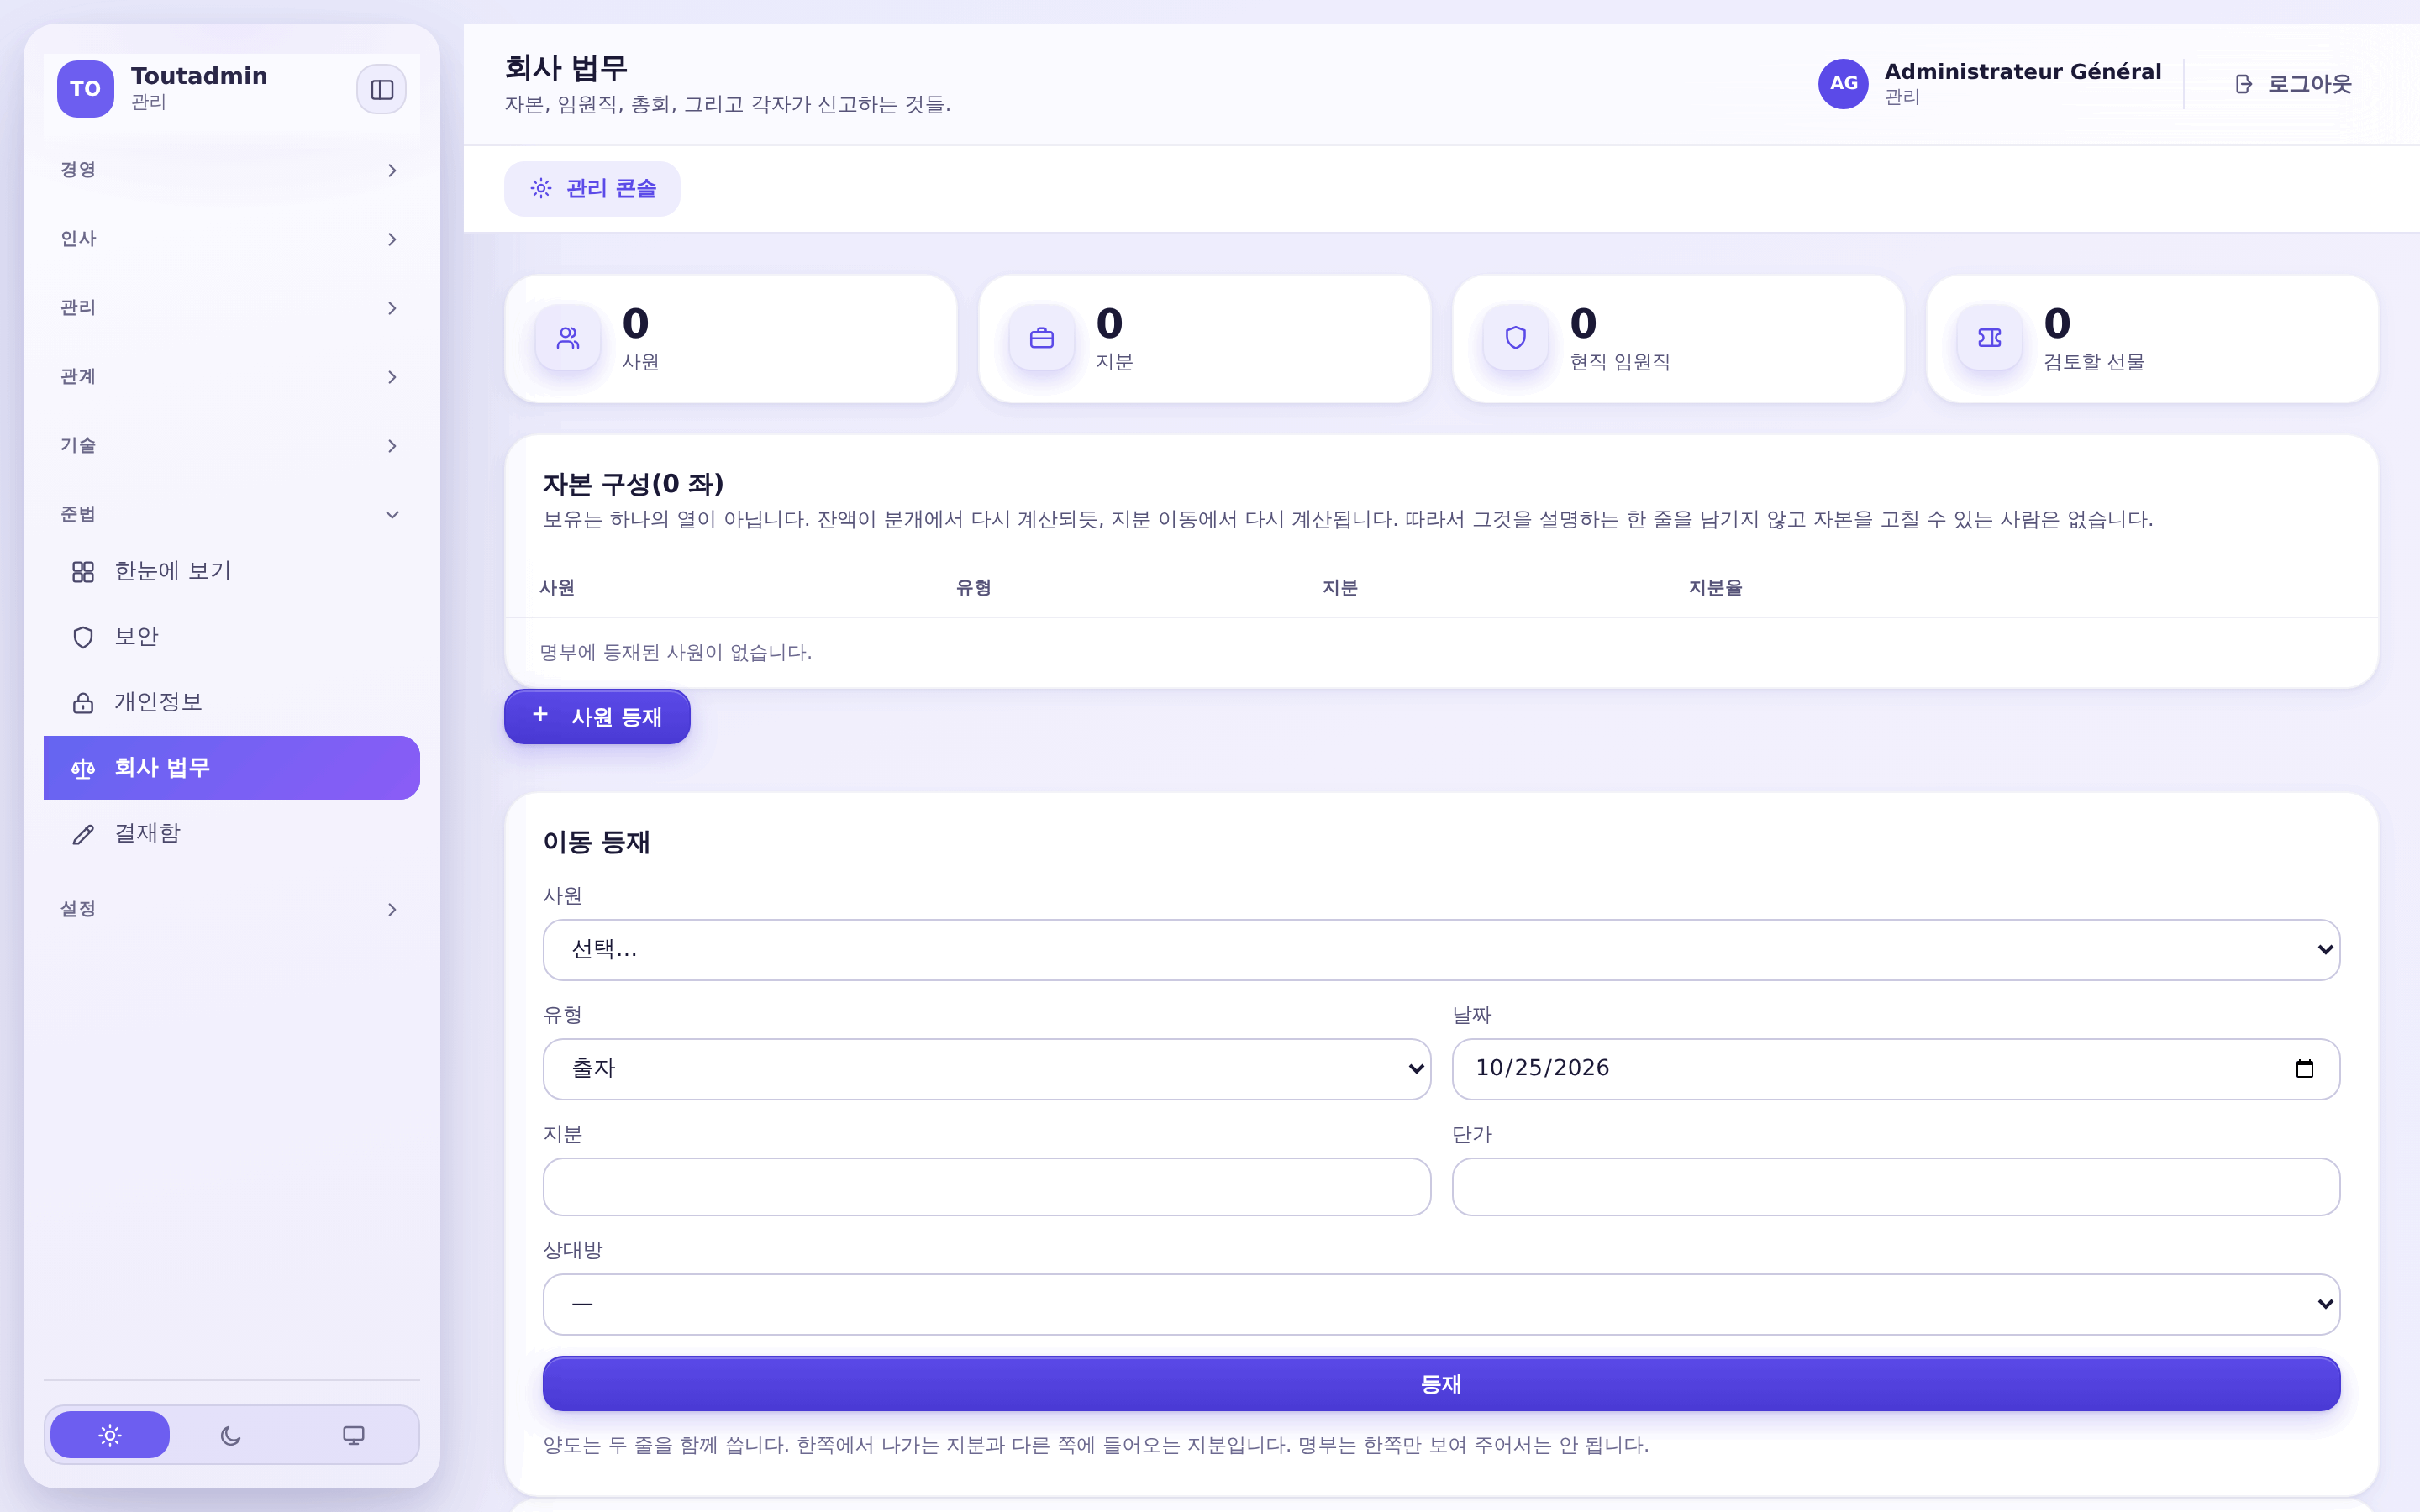 TO
Toutadmin
관리
경영
인사
관리
관계
기술
준법
한눈에 보기
보안
개인정보
회사 법무
결재함
설정
회사 법무
자본, 임원직, 총회, 그리고 각자가 신고하는 것들.
AG
Administrateur Général
관리
로그아웃
관리 콘솔
0
사원
0
지분
0
현직 임원직
0
검토할 선물
자본 구성(0 좌)
보유는 하나의 열이 아닙니다. 잔액이 분개에서 다시 계산되듯, 지분 이동에서 다시 계산됩니다. 따라서 그것을 설명하는 한 줄을 남기지 않고 자본을 고칠 수 있는 사람은 없습니다.
사원 유형 지분 지분율
명부에 등재된 사원이 없습니다.
+ 사원 등재
이동 등재
사원
선택...
유형 날짜
출자 10/25/2026
지분 단가
상대방
—
등재
양도는 두 줄을 함께 씁니다. 한쪽에서 나가는 지분과 다른 쪽에 들어오는 지분입니다. 명부는 한쪽만 보여 주어서는 안 됩니다.